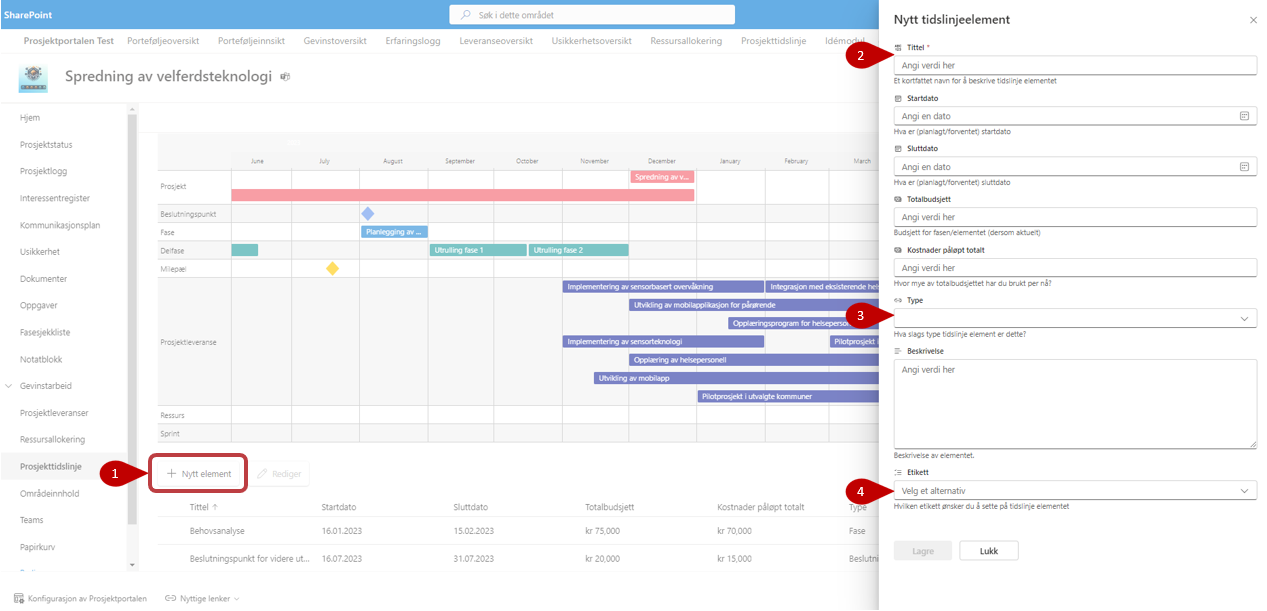 SharePoint
Søk i dette området
Prosjektportalen Test Porteføljeoversikt Porteføljeinnsikt Gevinstoversikt Erfaringslogg Leveranseoversikt Usikkerhetsoversikt Ressursallokering Prosjekttidslinje Idémodul
Spredning av velferdsteknologi
Hjem
Prosjektstatus
Prosjektlogg
Interessentregister
Kommunikasjonsplan
Usikkerhet
Dokumenter
Oppgaver
Fasesjekkliste
Notatblokk
Gevinstarbeid
Prosjektleveranser
Ressursallokering
Prosjekttidslinje
Områdeinnhold
Teams
Papirkurv
Konfigurasjon av Prosjektportalen Nyttige lenker
June July August September October November December January February March
Prosjekt
Spredning av v...
Beslutningspunkt
Fase
Planlegging av ...
Delfase
Utrulling fase 1 Utrulling fase 2
Milepæl
Prosjektleveranse
Implementering av sensorbasert overvåkning Integrasjon med eksisterende hels
Utvikling av mobilapplikasjon for pårørende
Opplæringsprogram for helseperson
Implementering av sensorteknologi Pilotprosjekt i
Opplæring av helsepersonell
Utvikling av mobilapp
Pilotprosjekt i utvalgte kommuner
Ressurs
Sprint
1
Nytt element Rediger
Tittel ↑ Startdato Sluttdato Totalbudsjett Kostnader påløpt totalt Type
Behovsanalyse 16.01.2023 15.02.2023 kr 75,000 kr 70,000 Fase
Beslutningspunkt for videre ut... 16.07.2023 31.07.2023 kr 20,000 kr 15,000 Beslutni
Nytt tidslinjeelement
2
Tittel *
Angi verdi her
Et kortfattet navn for å beskrive tidslinje elementet
Startdato
Angi en dato
Hva er (planlagt/forventet) startdato
Sluttdato
Angi en dato
Hva er (planlagt/forventet) sluttdato
Totalbudsjett
Angi verdi her
Budsjett for fasen/elementet (dersom aktuelt)
Kostnader påløpt totalt
Angi verdi her
Hvor mye av totalbudsjettet har du brukt per nå?
Type
3
Hva slags type tidslinje element er dette?
Beskrivelse
Angi verdi her
Beskrivelse av elementet.
Etikett
4
Velg et alternativ
Hvilken etikett ønsker du å sette på tidslinje elementet
Lagre Lukk